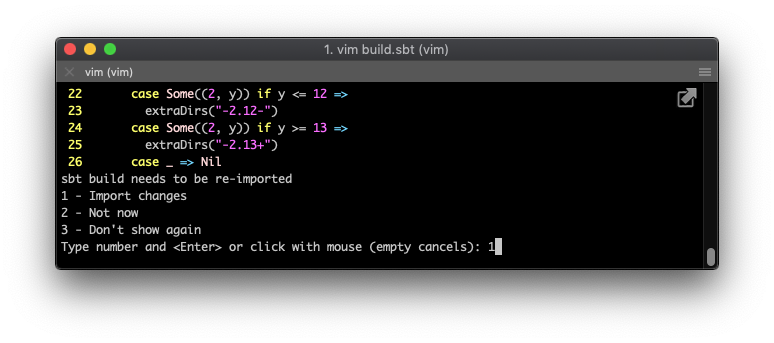 1. vim build.sbt (vim)
vim (vim)
22      case Some((2, y)) if y <= 12 =>
23        extraDirs("-2.12-")
24      case Some((2, y)) if y >= 13 =>
25        extraDirs("-2.13+")
26      case _ => Nil
sbt build needs to be re-imported
1 - Import changes
2 - Not now
3 - Don't show again
Type number and <Enter> or click with mouse (empty cancels): 1